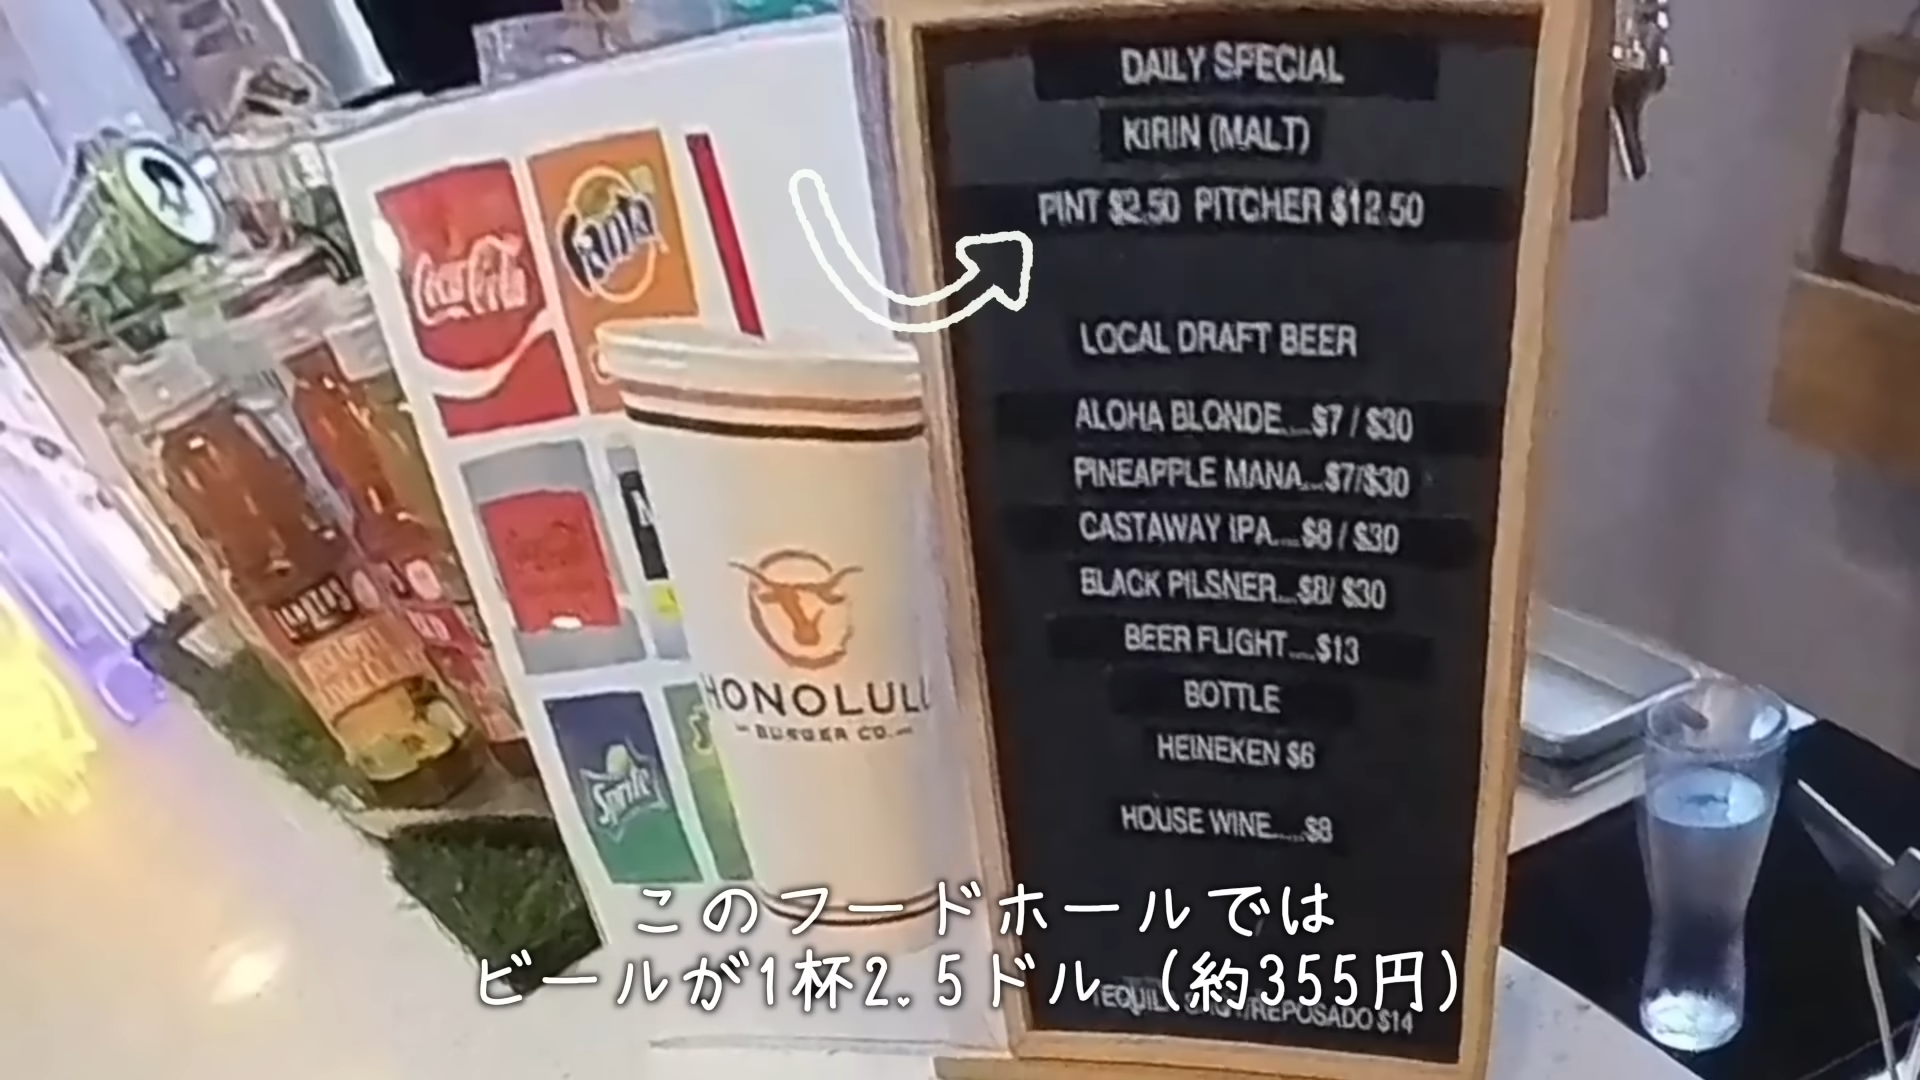 DAILY SPECIAL
KIRIN (MALT)
PINT $2.50 PITCHER $12.50
LOCAL DRAFT BEER
ALOHA BLONDE....$7 / $30
PINEAPPLE MANA...$7/$30
CASTAWAY IPA....$8 / $30
BLACK PILSNER...$8/ $30
BEER FLIGHT....$13
BOTTLE
HEINEKEN $6
HOUSE WINE.....$8
REPOSADO $14
Coca-Cola
Fanta
Sprite
HONOLULU
BURGER CO.
このフードホールでは
ビールが1杯2.5ドル (約355円)